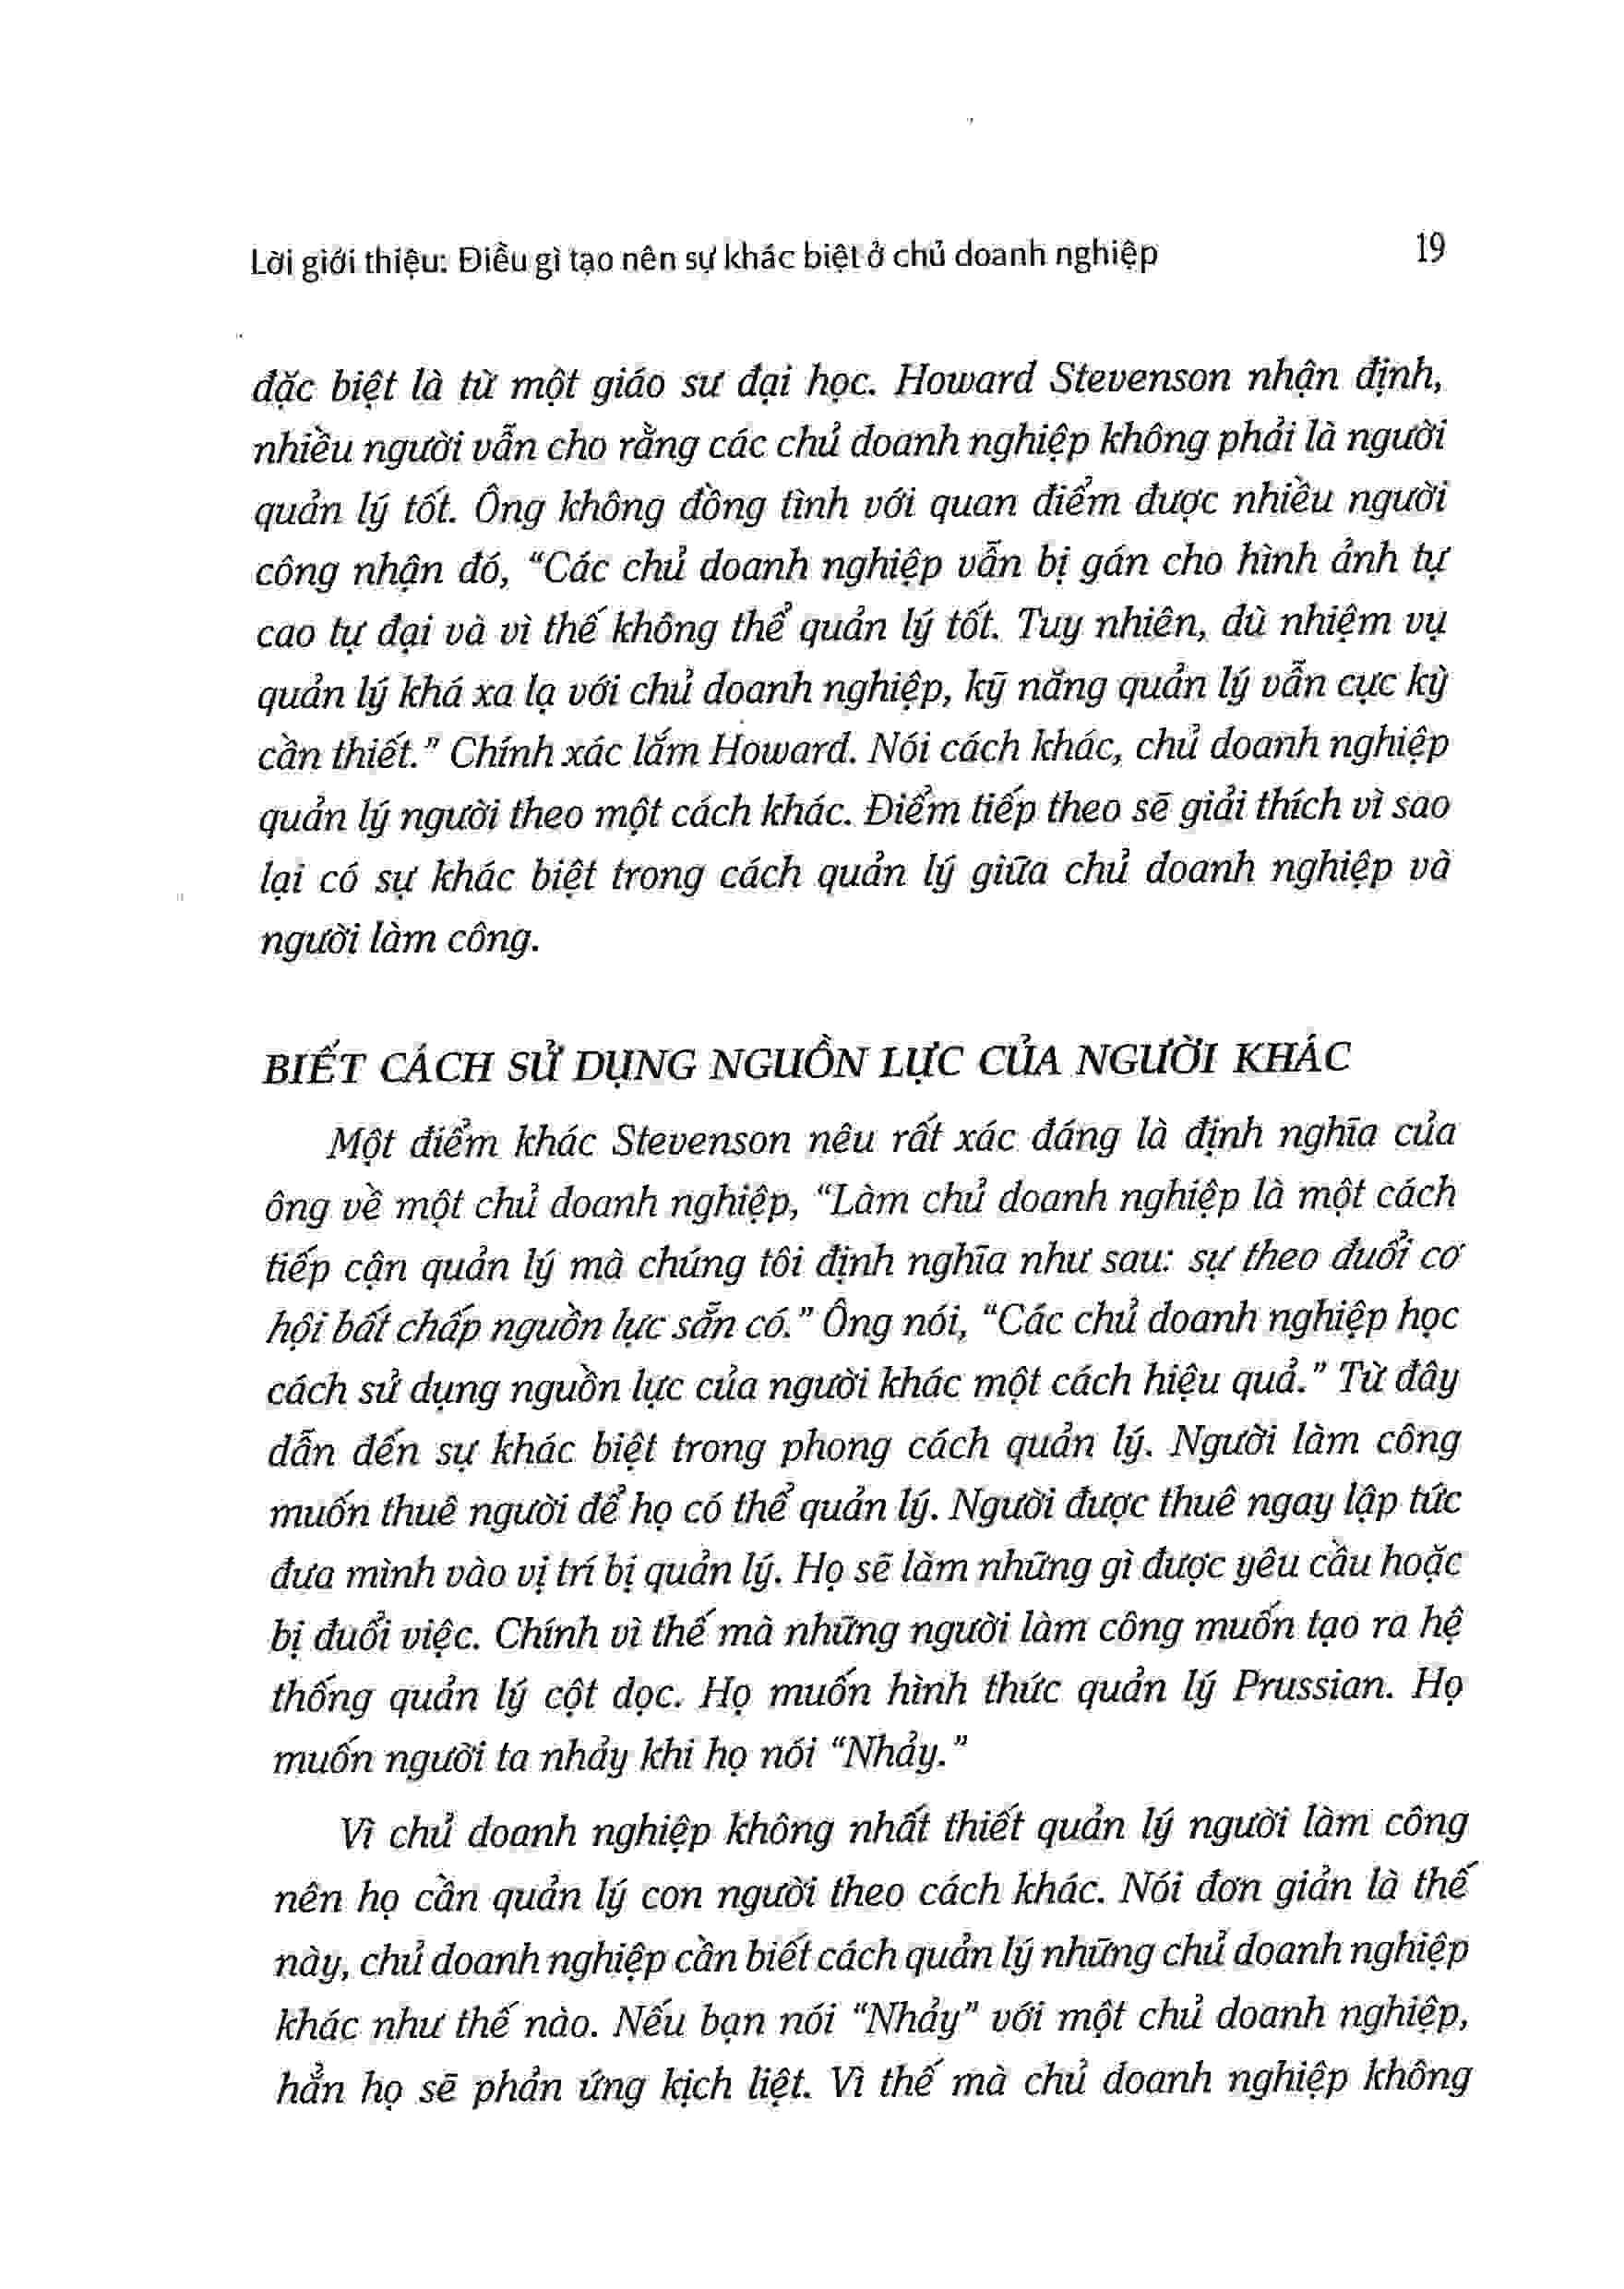 Lời giới thiệu: Điều gì tạo nên sự khác biệt ở chủ doanh nghiệp 19
đặc biệt là từ một giáo sư đại học. Howard Stevenson nhận định,
nhiều người vẫn cho rằng các chủ doanh nghiệp không phải là người
quản lý tốt. Ông không đồng tình với quan điểm được nhiều người
công nhận đó, “Các chủ doanh nghiệp vẫn bị gán cho hình ảnh tự
cao tự đại và vì thế không thể quản lý tốt. Tuy nhiên, dù nhiệm vụ
quản lý khá xa lạ với chủ doanh nghiệp, kỹ năng quản lý vẫn cực kỳ
cần thiết.” Chính xác lắm Howard. Nói cách khác, chủ doanh nghiệp
quản lý người theo một cách khác. Điểm tiếp theo sẽ giải thích vì sao
lại có sự khác biệt trong cách quản lý giữa chủ doanh nghiệp và
người làm công.
BIẾT CÁCH SỬ DỤNG NGUỒN LỰC CỦA NGƯỜI KHÁC
Một điểm khác Stevenson nêu rất xác đáng là định nghĩa của
ông về một chủ doanh nghiệp, “Làm chủ doanh nghiệp là một cách
tiếp cận quản lý mà chúng tôi định nghĩa như sau: sự theo đuổi cơ
hội bất chấp nguồn lực sẵn có.” Ông nói, “Các chủ doanh nghiệp học
cách sử dụng nguồn lực của người khác một cách hiệu quả.” Từ đây
dẫn đến sự khác biệt trong phong cách quản lý. Người làm công
muốn thuê người để họ có thể quản lý. Người được thuê ngay lập tức
đưa mình vào vị trí bị quản lý. Họ sẽ làm những gì được yêu cầu hoặc
bị đuổi việc. Chính vì thế mà những người làm công muốn tạo ra hệ
thống quản lý cột dọc. Họ muốn hình thức quản lý Prussian. Họ
muốn người ta nhảy khi họ nói “Nhảy.”
Vì chủ doanh nghiệp không nhất thiết quản lý người làm công
nên họ cần quản lý con người theo cách khác. Nói đơn giản là thế
này, chủ doanh nghiệp cần biết cách quản lý những chủ doanh nghiệp
khác như thế nào. Nếu bạn nói “Nhảy” với một chủ doanh nghiệp,
hẳn họ sẽ phản ứng kịch liệt. Vì thế mà chủ doanh nghiệp không